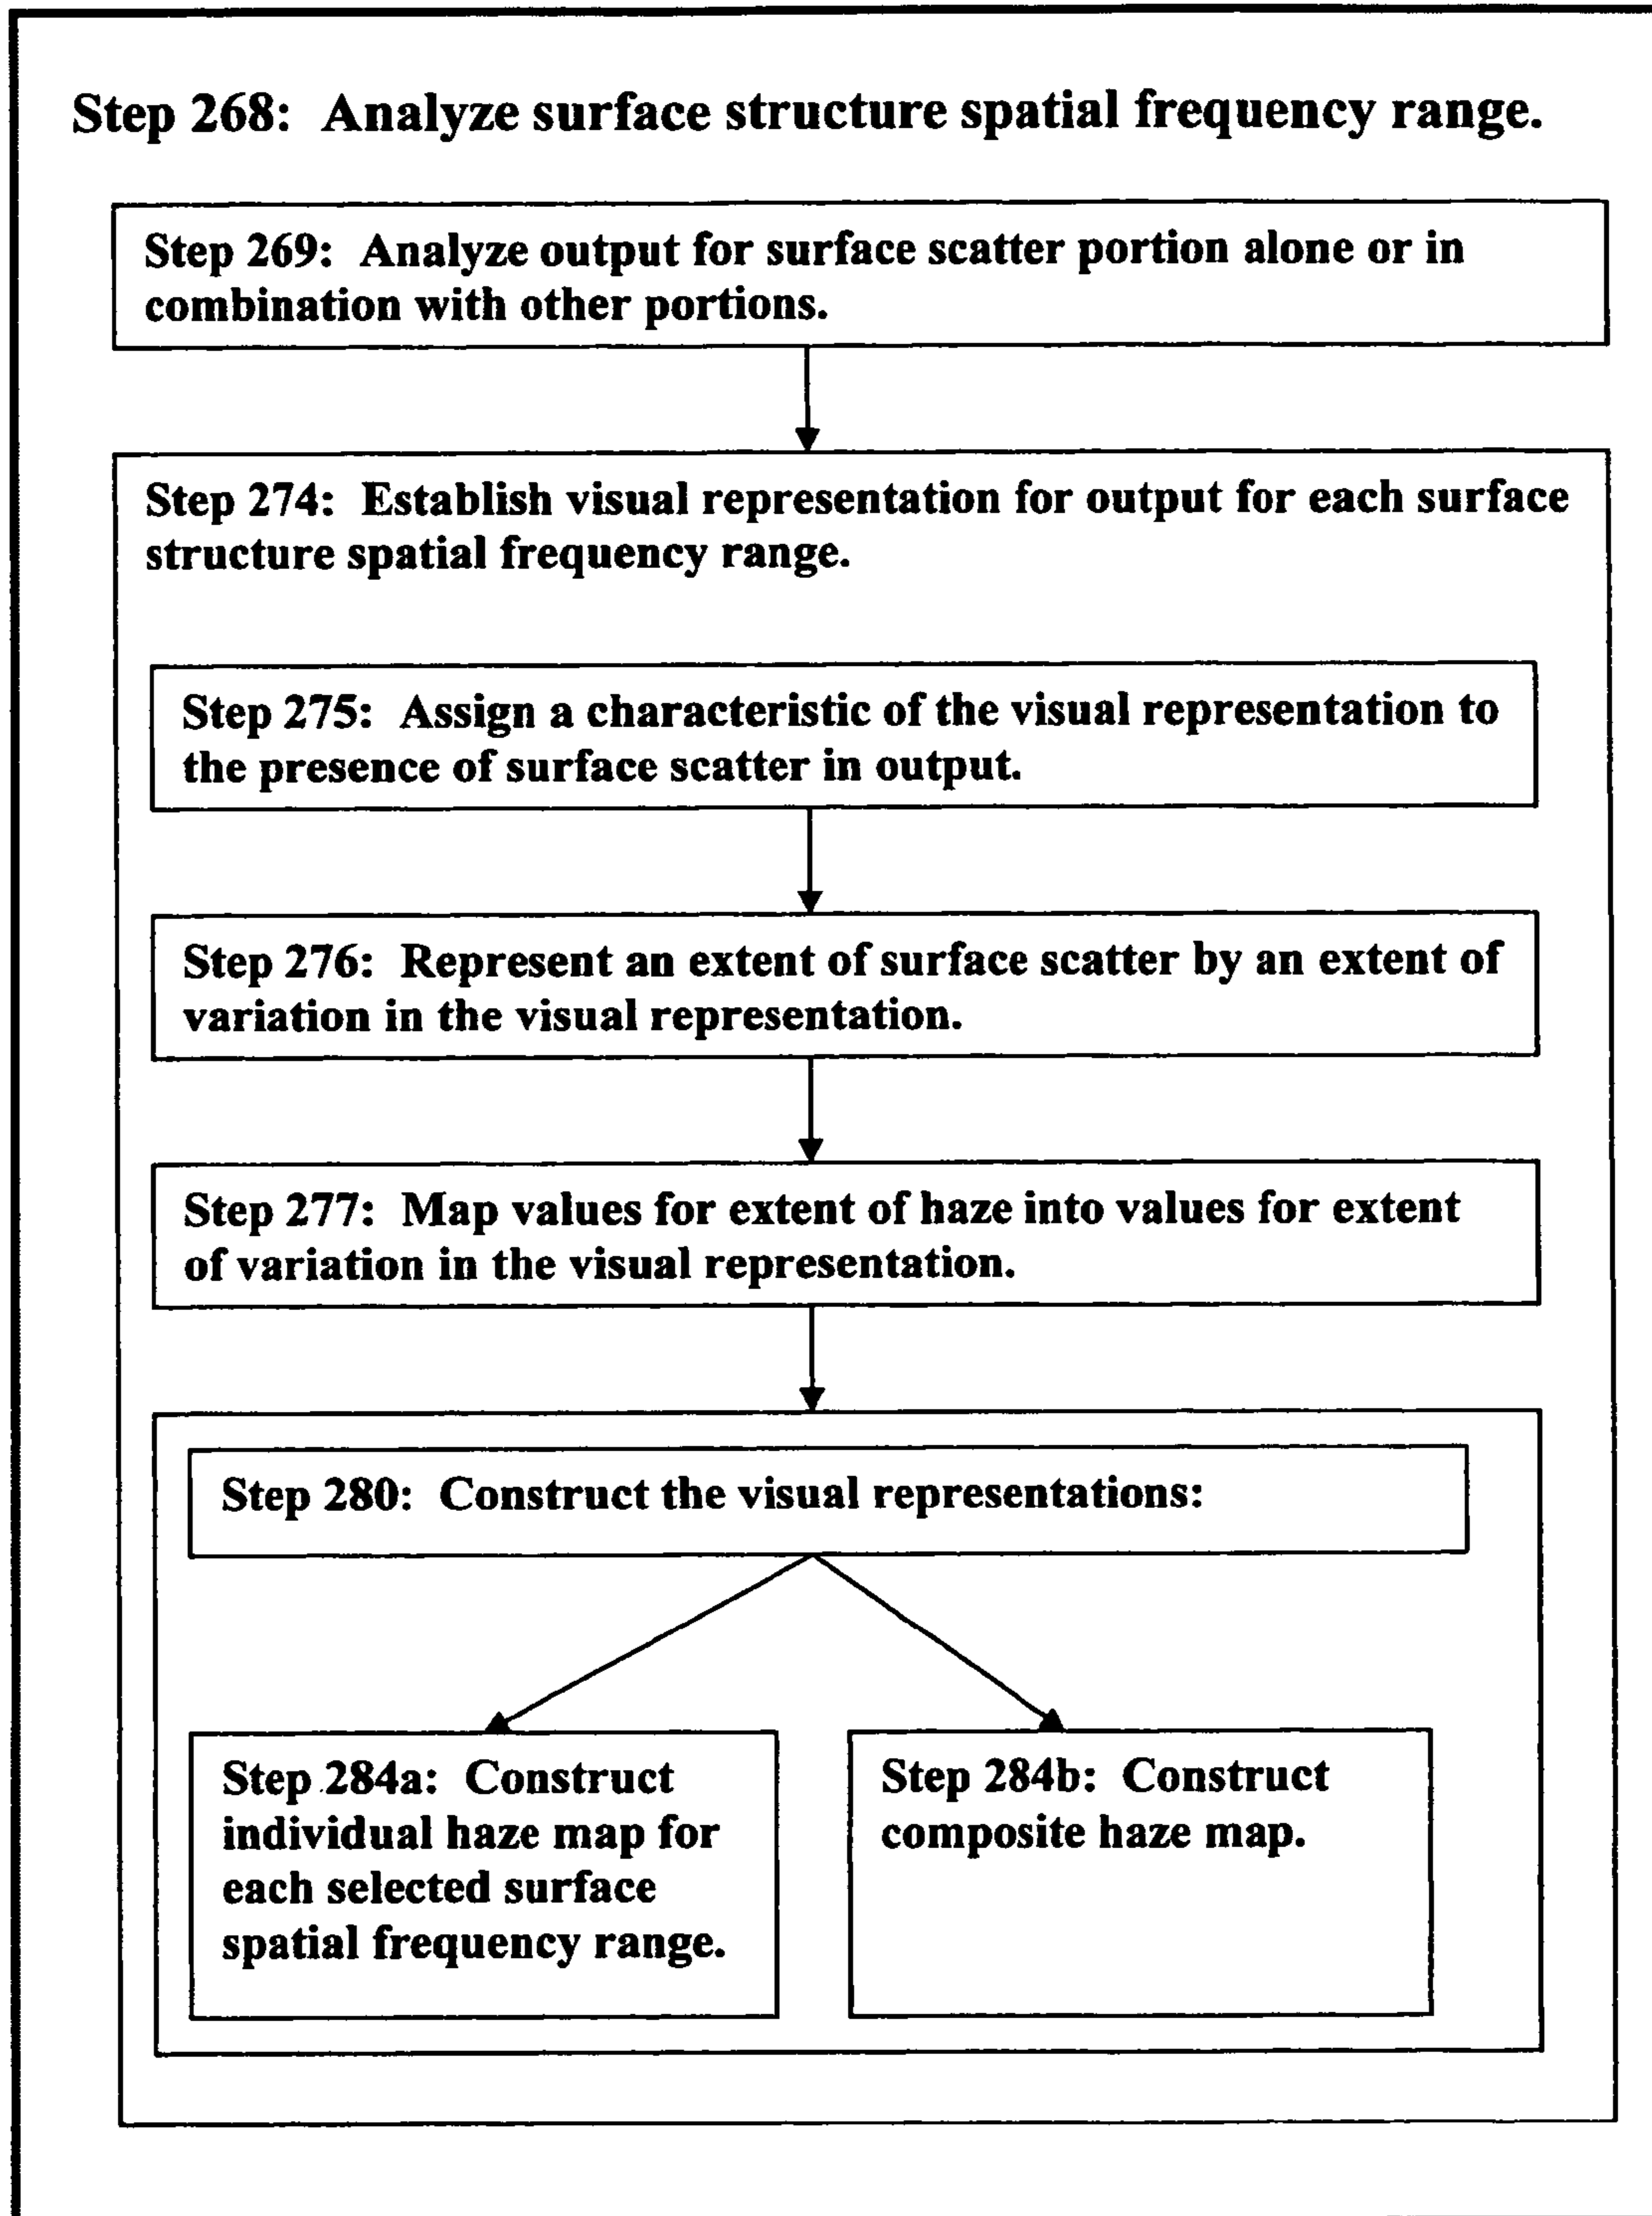 Step 268: Analyze surface structure spatial frequency range.
Step 269: Analyze output for surface scatter portion alone or in
combination with other portions.
Step 274: Establish visual representation for output for each surface
structure spatial frequency range.
Step 275: Assign a characteristic of the visual representation to
the presence of surface scatter in output.
Step 276: Represent an extent of surface scatter by an extent of
variation in the visual representation.
Step 277: Map values for extent of haze into values for extent
of variation in the visual representation.
Step 280: Construct the visual representations:
Step 284a: Construct
individual haze map for
each selected surface
spatial frequency range.
Step 284b: Construct
composite haze map.